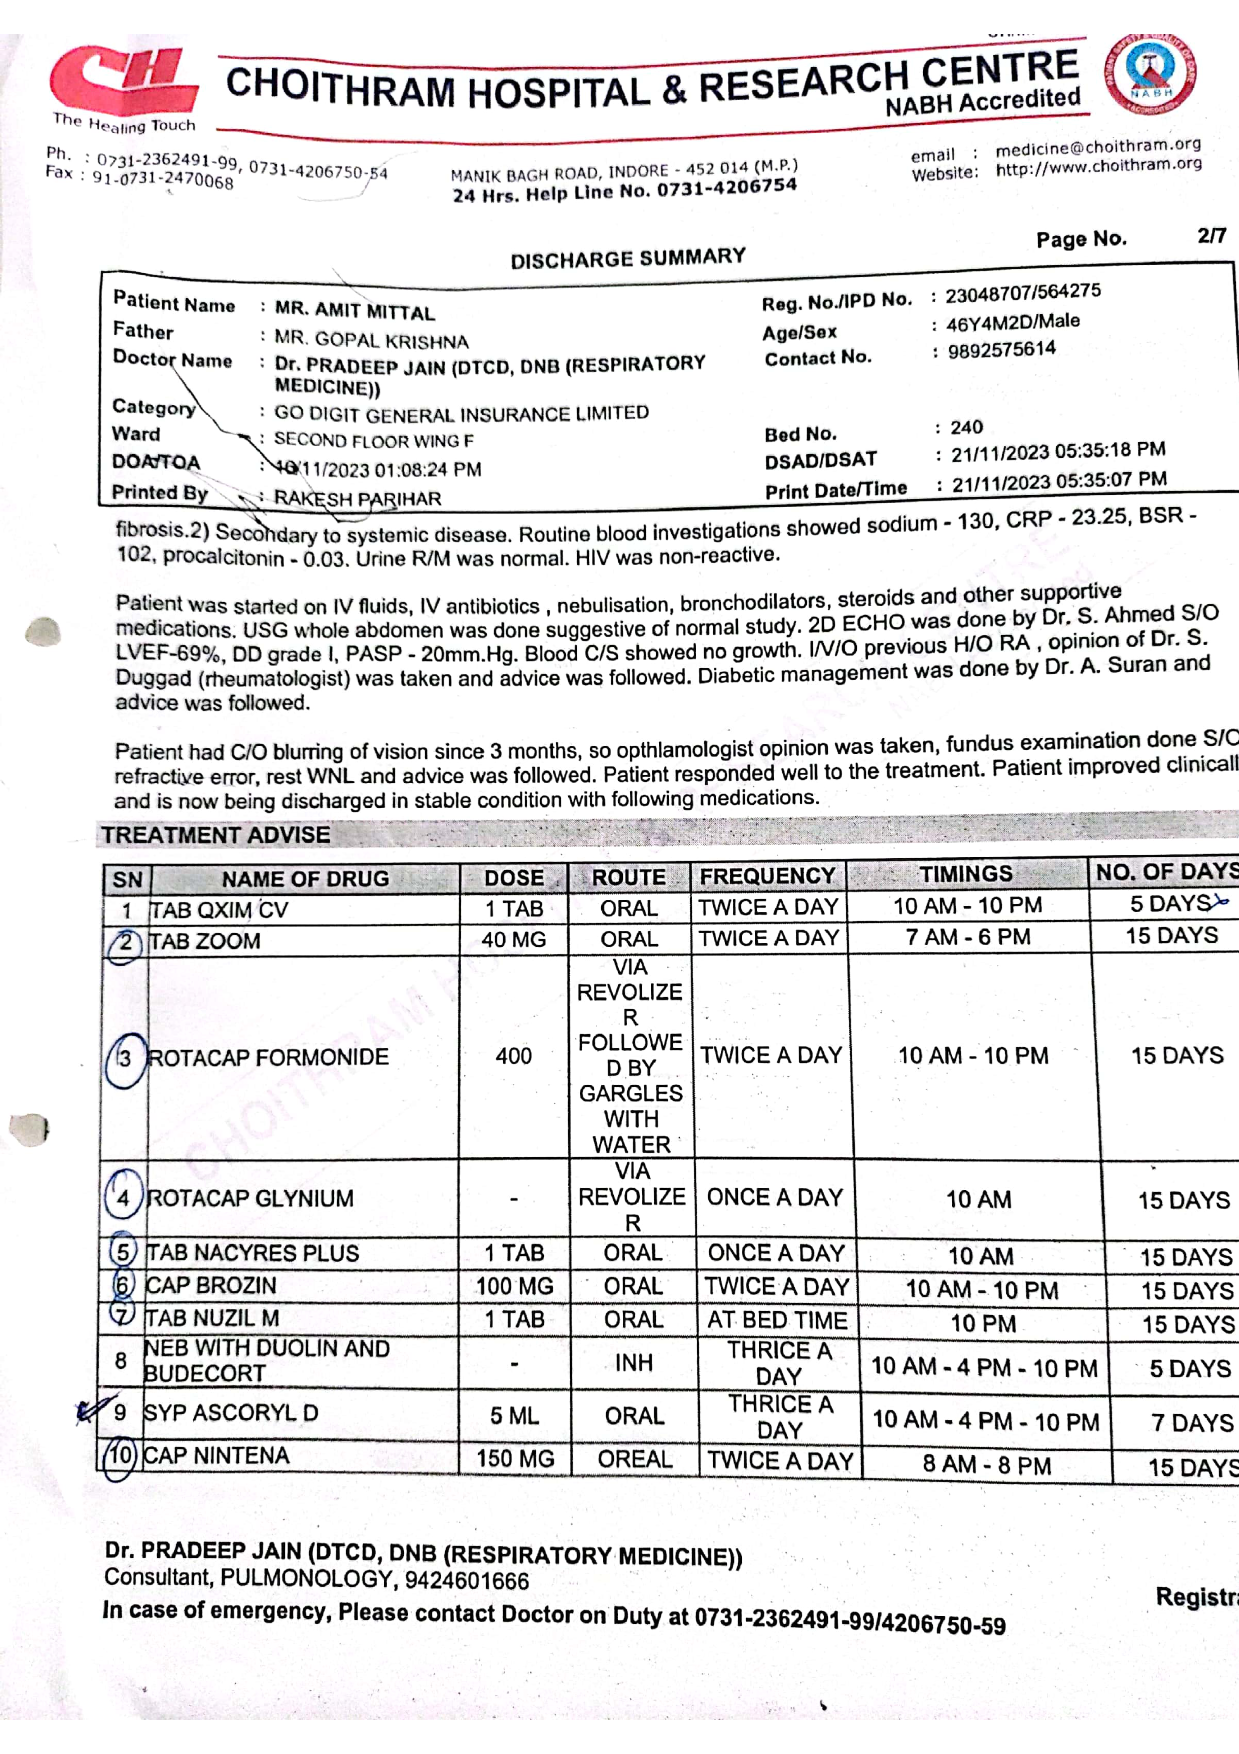 CH
The Healing Touch
CHOITHRAM HOSPITAL & RESEARCH CENTRE
NABH Accredited
NABH
Ph. : 0731-2362491-99, 0731-4206750-54
Fax : 91-0731-2470068
MANIK BAGH ROAD, INDORE - 452 014 (M.P.)
24 Hrs. Help Line No. 0731-4206754
email : medicine@choithram.org
Website: http://www.choithram.org
Page No. 2/7
DISCHARGE SUMMARY
Patient Name : MR. AMIT MITTAL Reg. No./IPD No. : 23048707/564275
Father : MR. GOPAL KRISHNA Age/Sex : 46Y4M2D/Male
Doctor Name : Dr. PRADEEP JAIN (DTCD, DNB (RESPIRATORY Contact No. : 9892575614
MEDICINE))
Category : GO DIGIT GENERAL INSURANCE LIMITED
Ward : SECOND FLOOR WING F Bed No. : 240
DOA/TOA : /11/2023 01:08:24 PM DSAD/DSAT : 21/11/2023 05:35:18 PM
Printed By : RAKESH PARIHAR Print Date/Time : 21/11/2023 05:35:07 PM
fibrosis.2) Secondary to systemic disease. Routine blood investigations showed sodium - 130, CRP - 23.25, BSR -
102, procalcitonin - 0.03. Urine R/M was normal. HIV was non-reactive.
Patient was started on IV fluids, IV antibiotics , nebulisation, bronchodilators, steroids and other supportive
medications. USG whole abdomen was done suggestive of normal study. 2D ECHO was done by Dr. S. Ahmed S/O
LVEF-69%, DD grade I, PASP - 20mm.Hg. Blood C/S showed no growth. I/V/O previous H/O RA , opinion of Dr. S.
Duggad (rheumatologist) was taken and advice was followed. Diabetic management was done by Dr. A. Suran and
advice was followed.
Patient had C/O blurring of vision since 3 months, so opthlamologist opinion was taken, fundus examination done S/O
refractive error, rest WNL and advice was followed. Patient responded well to the treatment. Patient improved clinicall
and is now being discharged in stable condition with following medications.
TREATMENT ADVISE
SN NAME OF DRUG DOSE ROUTE FREQUENCY TIMINGS NO. OF DAYS
1 TAB QXIM CV 1 TAB ORAL TWICE A DAY 10 AM - 10 PM 5 DAYS
2 TAB ZOOM 40 MG ORAL TWICE A DAY 7 AM - 6 PM 15 DAYS
VIA
REVOLIZE
R
FOLLOWE
3 ROTACAP FORMONIDE 400 D BY TWICE A DAY 10 AM - 10 PM 15 DAYS
GARGLES
WITH
WATER
VIA
4 ROTACAP GLYNIUM - REVOLIZE ONCE A DAY 10 AM 15 DAYS
R
5 TAB NACYRES PLUS 1 TAB ORAL ONCE A DAY 10 AM 15 DAYS
6 CAP BROZIN 100 MG ORAL TWICE A DAY 10 AM - 10 PM 15 DAYS
7 TAB NUZIL M 1 TAB ORAL AT BED TIME 10 PM 15 DAYS
8 NEB WITH DUOLIN AND - INH THRICE A 10 AM - 4 PM - 10 PM 5 DAYS
BUDECORT DAY
9 SYP ASCORYL D 5 ML ORAL THRICE A 10 AM - 4 PM - 10 PM 7 DAYS
DAY
10 CAP NINTENA 150 MG OREAL TWICE A DAY 8 AM - 8 PM 15 DAYS
Dr. PRADEEP JAIN (DTCD, DNB (RESPIRATORY MEDICINE))
Consultant, PULMONOLOGY, 9424601666
Registra
In case of emergency, Please contact Doctor on Duty at 0731-2362491-99/4206750-59